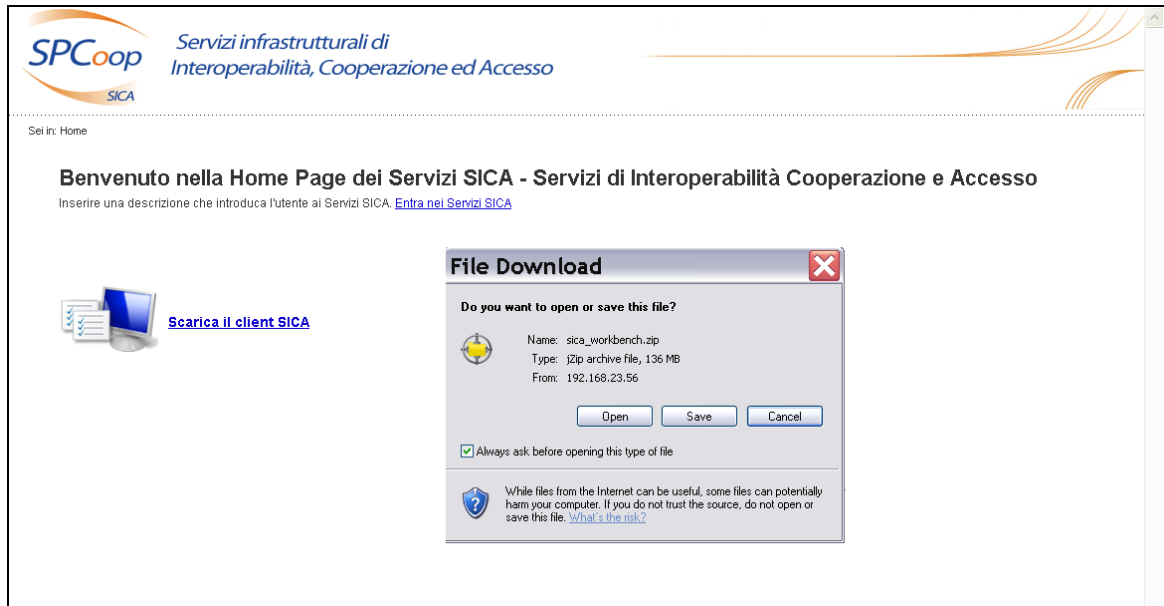 SPCoop
SICA
Servizi infrastrutturali di
Interoperabilità, Cooperazione ed Accesso
Sei in: Home
Benvenuto nella Home Page dei Servizi SICA - Servizi di Interoperabilità Cooperazione e Accesso
Inserire una descrizione che introduca l'utente ai Servizi SICA. Entra nei Servizi SICA
Scarica il client SICA
File Download
Do you want to open or save this file?
Name: sica_workbench.zip
Type: jZip archive file, 136 MB
From: 192.168.23.56
Open Save Cancel
Always ask before opening this type of file
While files from the Internet can be useful, some files can potentially
harm your computer. If you do not trust the source, do not open or
save this file. What's the risk?